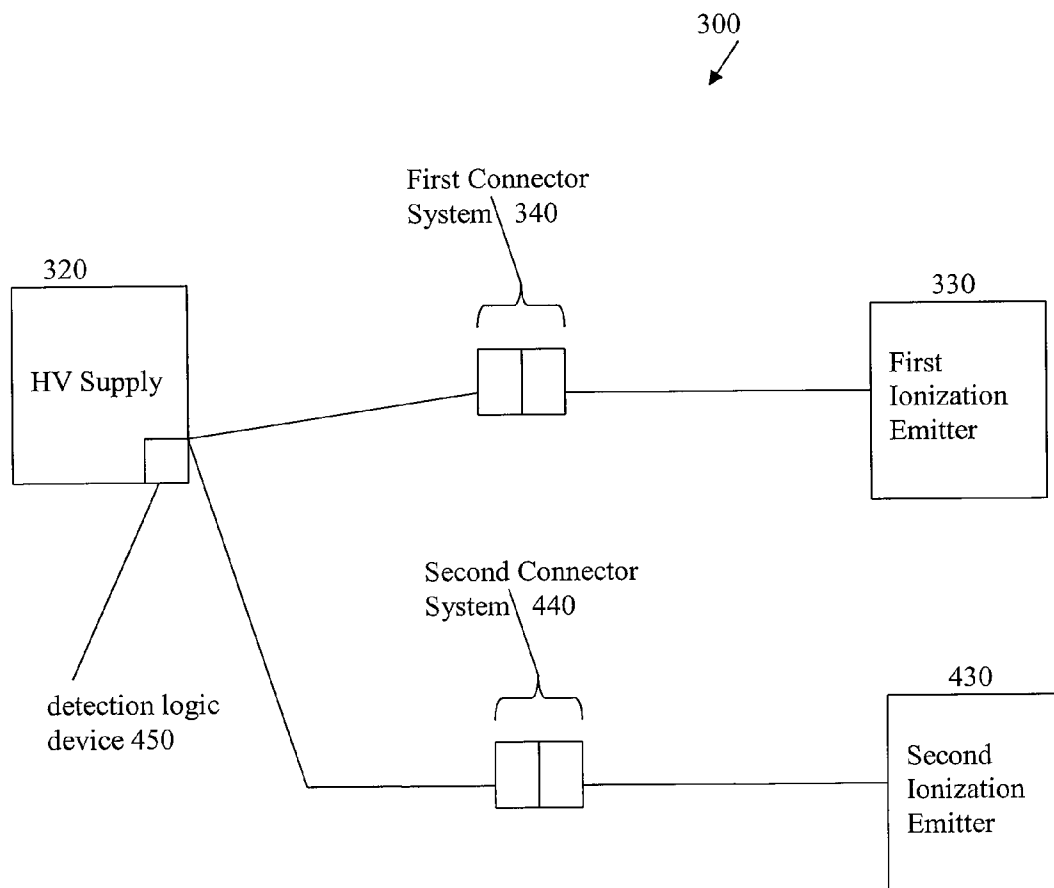 300
First Connector
System 340
320
330
HV Supply
First
Ionization
Emitter
Second Connector
System 440
430
detection logic
device 450
Second
Ionization
Emitter